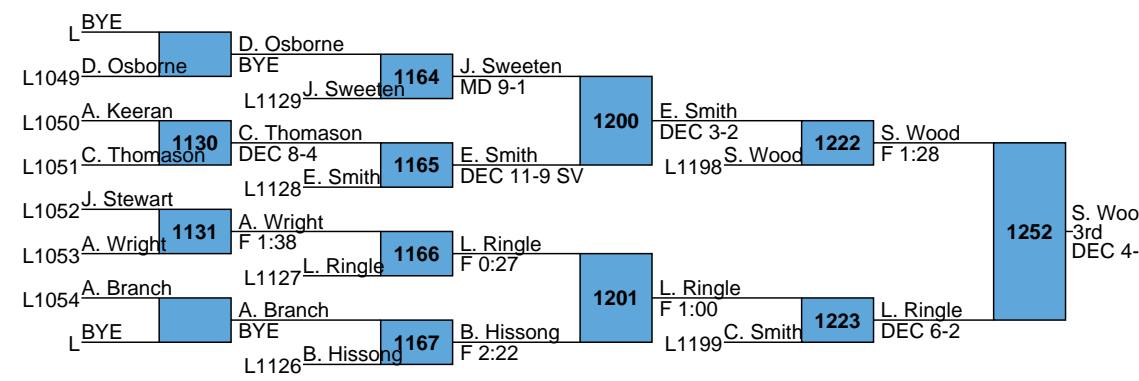 BYE
L
D. Osborne
L1049
D. Osborne
BYE
1164
J. Sweeten
MD 9-1
J. Sweeten
L1129
1200
A. Keeran
L1050
1130
C. Thomason
DEC 8-4
C. Thomason
L1051
1165
E. Smith
DEC 11-9 SV
E. Smith
L1128
E. Smith
DEC 3-2
1222
S. Wood
F 1:28
S. Wood
L1198
J. Stewart
L1052
1131
A. Wright
F 1:38
A. Wright
L1053
1166
L. Ringle
F 0:27
L. Ringle
L1127
1201
1252
S. Woo
3rd
DEC 4-
A. Branch
L1054
A. Branch
BYE
BYE
L
1167
B. Hissong
F 2:22
B. Hissong
L1126
L. Ringle
F 1:00
1223
L. Ringle
DEC 6-2
C. Smith
L1199